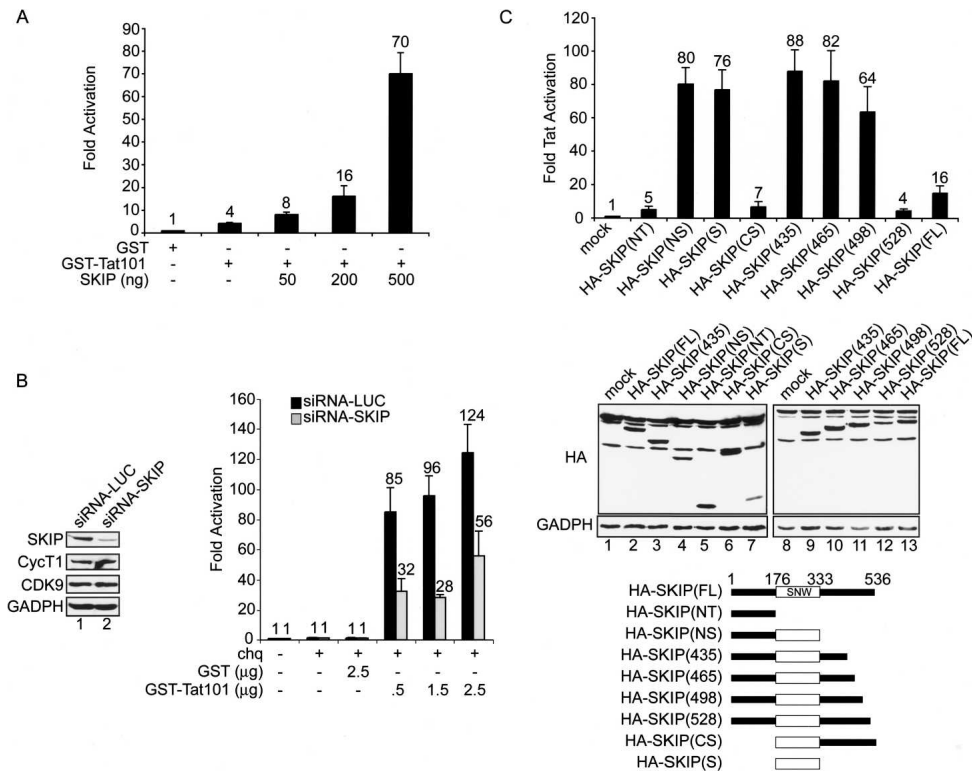 A
Fold Activation
90
80
70
60
50
40
30
20
10
0
1
4
8
16
70
GST + - - - -
GST-Tat101 - + + + +
SKIP (ng) - - 50 200 500
B
siRNA-LUC
siRNA-SKIP
SKIP
CycT1
CDK9
GADPH
1 2
Fold Activation
160
140
120
100
80
60
40
20
0
siRNA-LUC
siRNA-SKIP
11
11
11
85
32
96
28
124
56
chq - + + + + +
GST (µg) - - 2.5 - - -
GST-Tat101 (µg) - - - .5 1.5 2.5
C
Fold Tat Activation
120
100
80
60
40
20
0
1
5
80
76
7
88
82
64
4
16
mock
HA-SKIP(NT)
HA-SKIP(NS)
HA-SKIP(S)
HA-SKIP(CS)
HA-SKIP(435)
HA-SKIP(465)
HA-SKIP(498)
HA-SKIP(528)
HA-SKIP(FL)
mock
HA-SKIP(FL)
HA-SKIP(435)
HA-SKIP(NS)
HA-SKIP(NT)
HA-SKIP(CS)
HA-SKIP(S)
mock
HA-SKIP(435)
HA-SKIP(465)
HA-SKIP(498)
HA-SKIP(528)
HA-SKIP(FL)
HA
GADPH
1 2 3 4 5 6 7 8 9 10 11 12 13
1 176 333 536
HA-SKIP(FL) SNW
HA-SKIP(NT)
HA-SKIP(NS)
HA-SKIP(435)
HA-SKIP(465)
HA-SKIP(498)
HA-SKIP(528)
HA-SKIP(CS)
HA-SKIP(S)